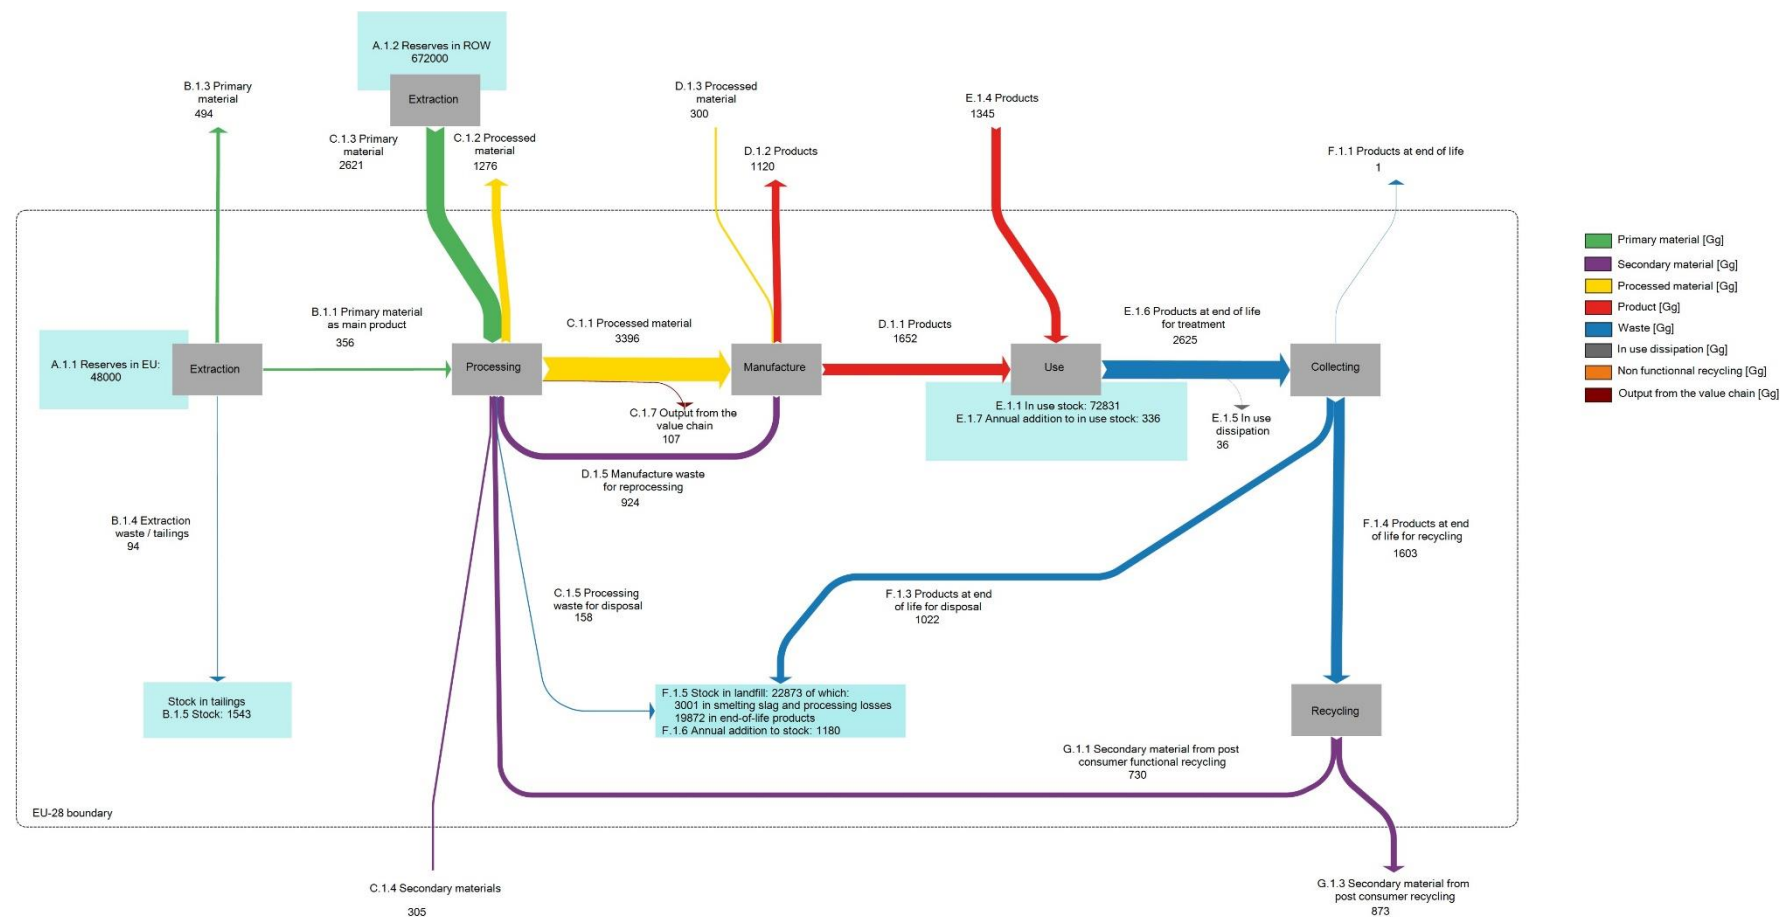 A.1.2 Reserves in ROW
672000
Extraction
B.1.3 Primary
material
494
C.1.3 Primary
material
2621
C.1.2 Processed
material
1276
D.1.3 Processed
material
300
D.1.2 Products
1120
E.1.4 Products
1345
F.1.1 Products at end of life
1
Primary material [Gg]
Secondary material [Gg]
Processed material [Gg]
Product [Gg]
Waste [Gg]
In use dissipation [Gg]
Non functionnal recycling [Gg]
Output from the value chain [Gg]
A.1.1 Reserves in EU:
48000
Extraction
B.1.1 Primary material
as main product
356
Processing
C.1.1 Processed material
3396
Manufacture
D.1.1 Products
1652
Use
E.1.6 Products at end of life
for treatment
2625
Collecting
C.1.7 Output from the
value chain
107
E.1.1 In use stock: 72831
E.1.7 Annual addition to in use stock: 336
E.1.5 In use
dissipation
36
D.1.5 Manufacture waste
for reprocessing
924
B.1.4 Extraction
waste / tailings
94
F.1.4 Products at end
of life for recycling
1603
C.1.5 Processing
waste for disposal
158
F.1.3 Products at end
of life for disposal
1022
Stock in tailings
B.1.5 Stock: 1543
F.1.5 Stock in landfill: 22873 of which:
3001 in smelting slag and processing losses
19872 in end-of-life products
F.1.6 Annual addition to stock: 1180
Recycling
G.1.1 Secondary material from post
consumer functional recycling
730
EU-28 boundary
C.1.4 Secondary materials
305
G.1.3 Secondary material from
post consumer recycling
873